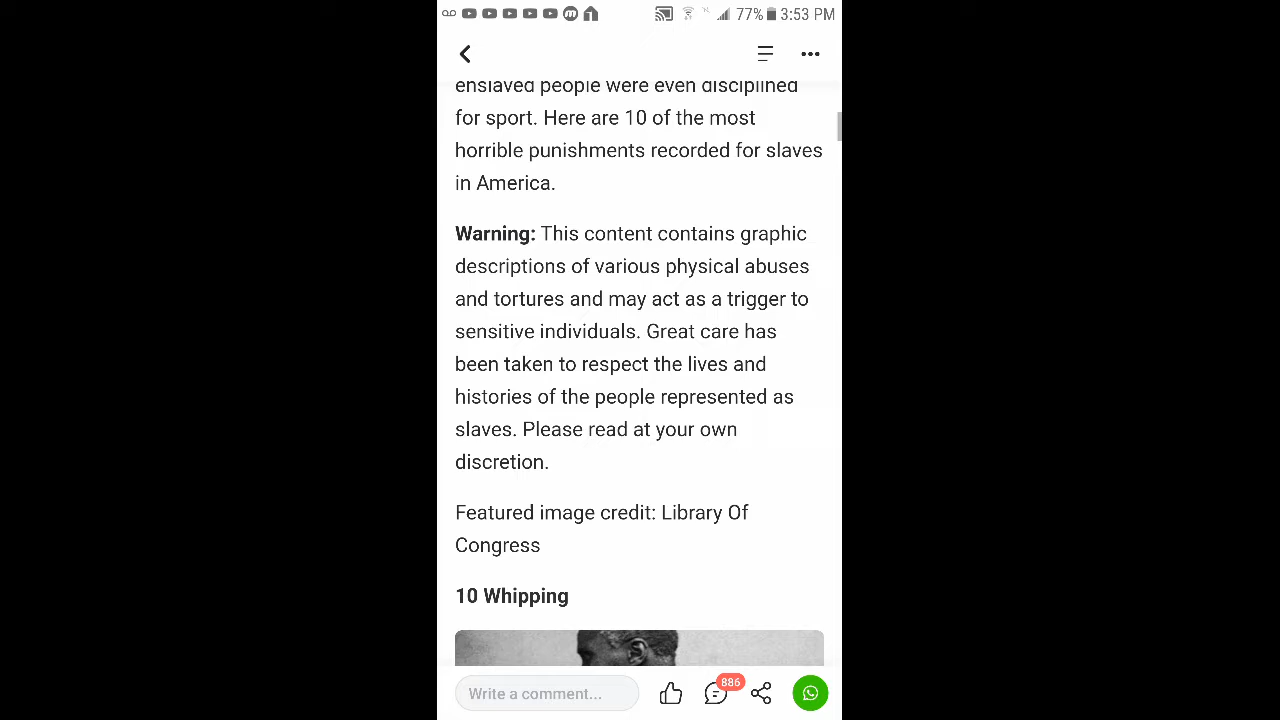 77% 3:53 PM
enslaved people were even disciplined
for sport. Here are 10 of the most
horrible punishments recorded for slaves
in America.
Warning: This content contains graphic
descriptions of various physical abuses
and tortures and may act as a trigger to
sensitive individuals. Great care has
been taken to respect the lives and
histories of the people represented as
slaves. Please read at your own
discretion.
Featured image credit: Library Of
Congress
10 Whipping
Write a comment...
886